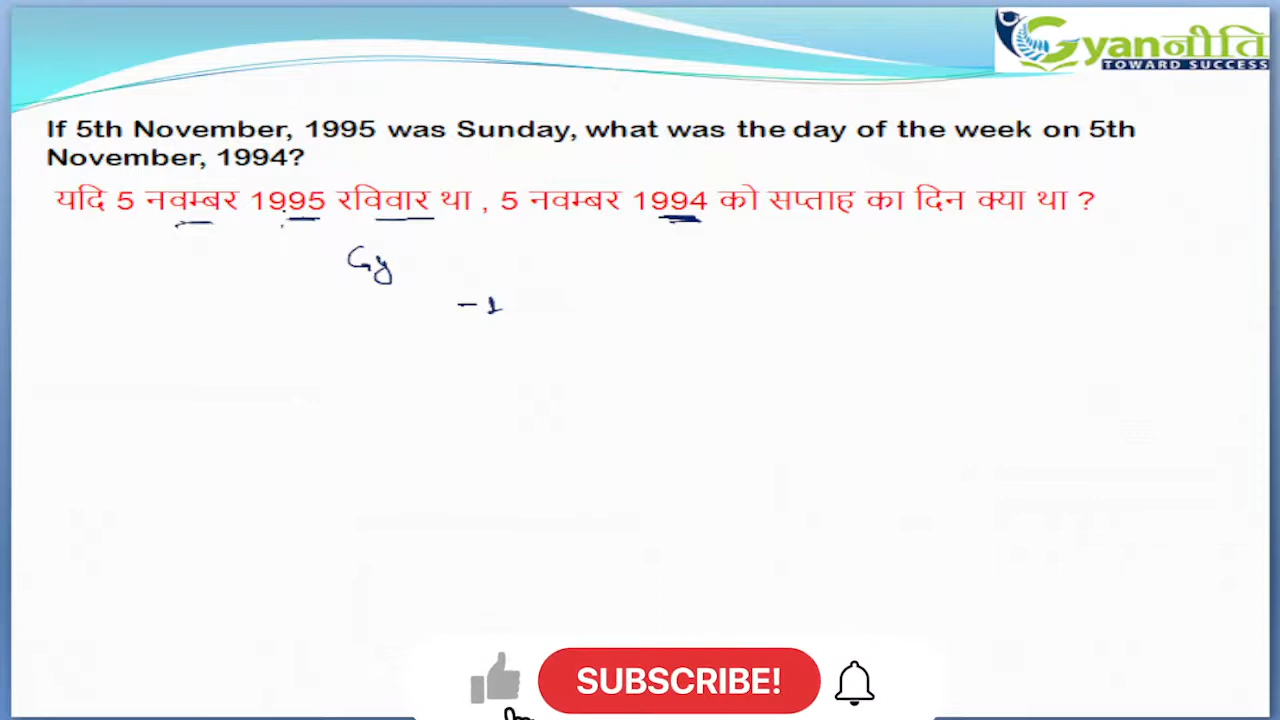 Gyanनीति
TOWARD SUCCESS
If 5th November, 1995 was Sunday, what was the day of the week on 5th
November, 1994?
यदि 5 नवम्बर 1995 रविवार था , 5 नवम्बर 1994 को सप्ताह का दिन क्या था ?
Gy
-1
SUBSCRIBE!